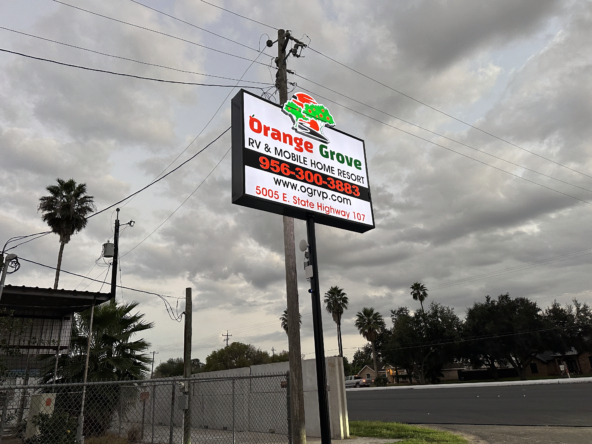 Orange Grove
RV & MOBILE HOME RESORT
956-300-3883
www.ogrvp.com
5005 E. State Highway 107